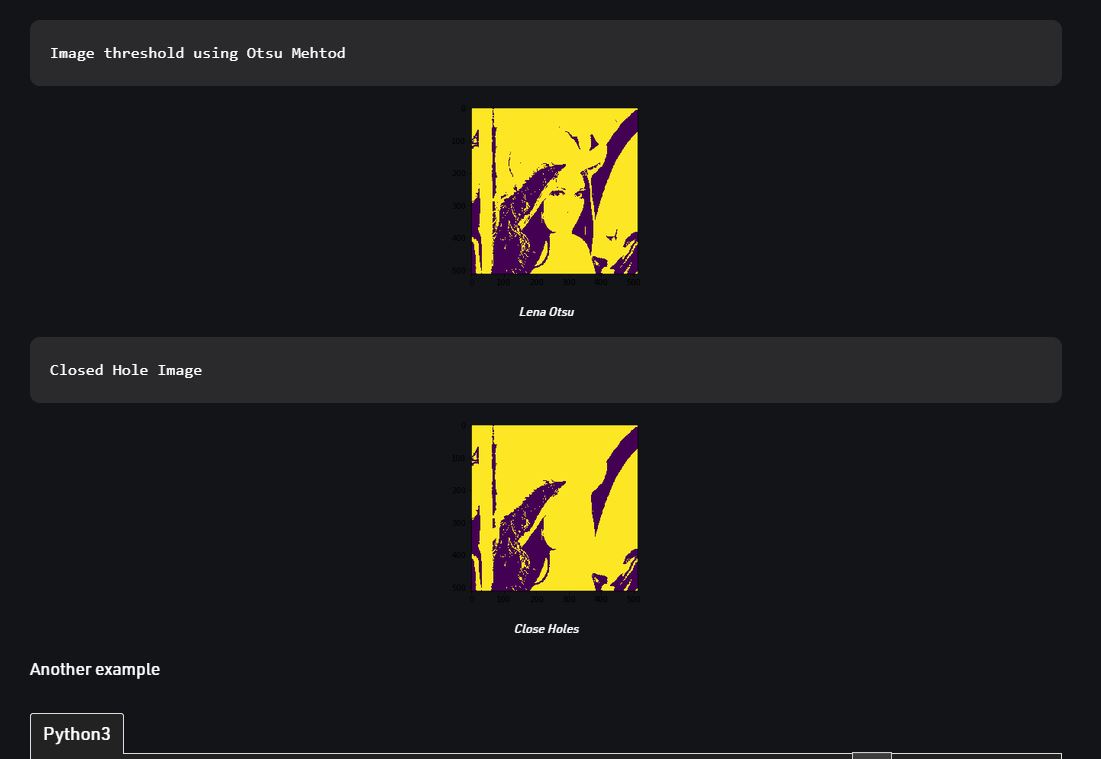 Image threshold using Otsu Mehtod
0
100
200
300
400
500
0 100 200 300 400 500
Lena Otsu
Closed Hole Image
0
100
200
300
400
500
0 100 200 300 400 500
Close Holes
Another example
Python3